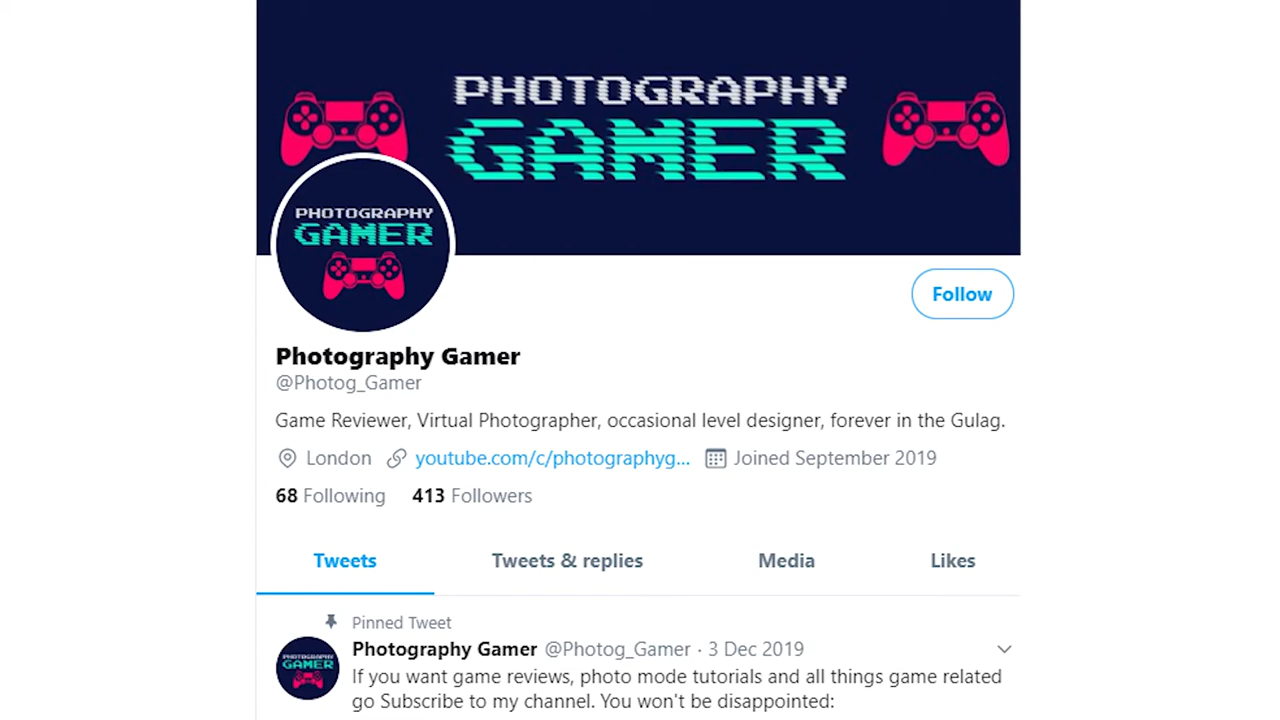 PHOTOGRAPHY
GAMER
PHOTOGRAPHY
GAMER
Follow
Photography Gamer
@Photog_Gamer
Game Reviewer, Virtual Photographer, occasional level designer, forever in the Gulag.
London youtube.com/c/photographyg... Joined September 2019
68 Following 413 Followers
Tweets Tweets & replies Media Likes
Pinned Tweet
PHOTOGRAPHY
GAMER
Photography Gamer @Photog_Gamer · 3 Dec 2019
If you want game reviews, photo mode tutorials and all things game related
go Subscribe to my channel. You won't be disappointed: